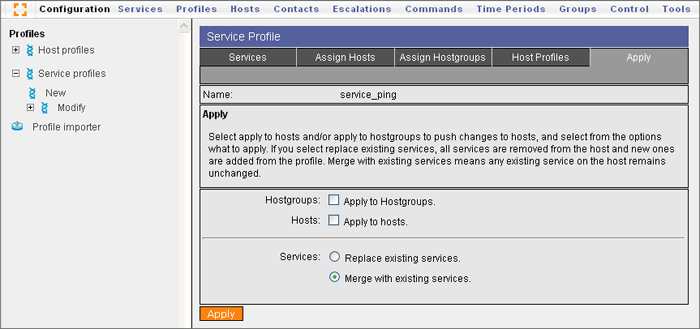 Configuration Services Profiles Hosts Contacts Escalations Commands Time Periods Groups Control Tools
Profiles
Host profiles
Service profiles
New
Modify
Profile importer
Service Profile
Services Assign Hosts Assign Hostgroups Host Profiles Apply
Name: service_ping
Apply
Select apply to hosts and/or apply to hostgroups to push changes to hosts, and select from the options
what to apply. If you select replace existing services, all services are removed from the host and new ones
are added from the profile. Merge with existing services means any existing service on the host remains
unchanged.
Hostgroups: Apply to Hostgroups.
Hosts: Apply to hosts.
Services: Replace existing services.
Merge with existing services.
Apply